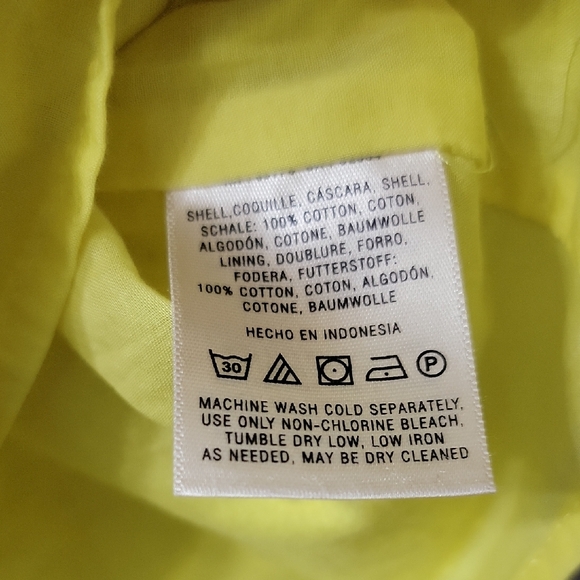 SHELL,COQUILLE, CÁSCARA, SHELL.
SCHALE: 100% COTTON, COTON,
ALGODÓN, COTONE, BAUMWOLLE
LINING, DOUBLURE, FORRO,
FODERA, FUTTERSTOFF:
100% COTTON, COTON, ALGODÓN,
COTONE, BAUMWOLLE
HECHO EN INDONESIA
30 P
MACHINE WASH COLD SEPARATELY,
USE ONLY NON-CHLORINE BLEACH,
TUMBLE DRY LOW, LOW IRON
AS NEEDED, MAY BE DRY CLEANED